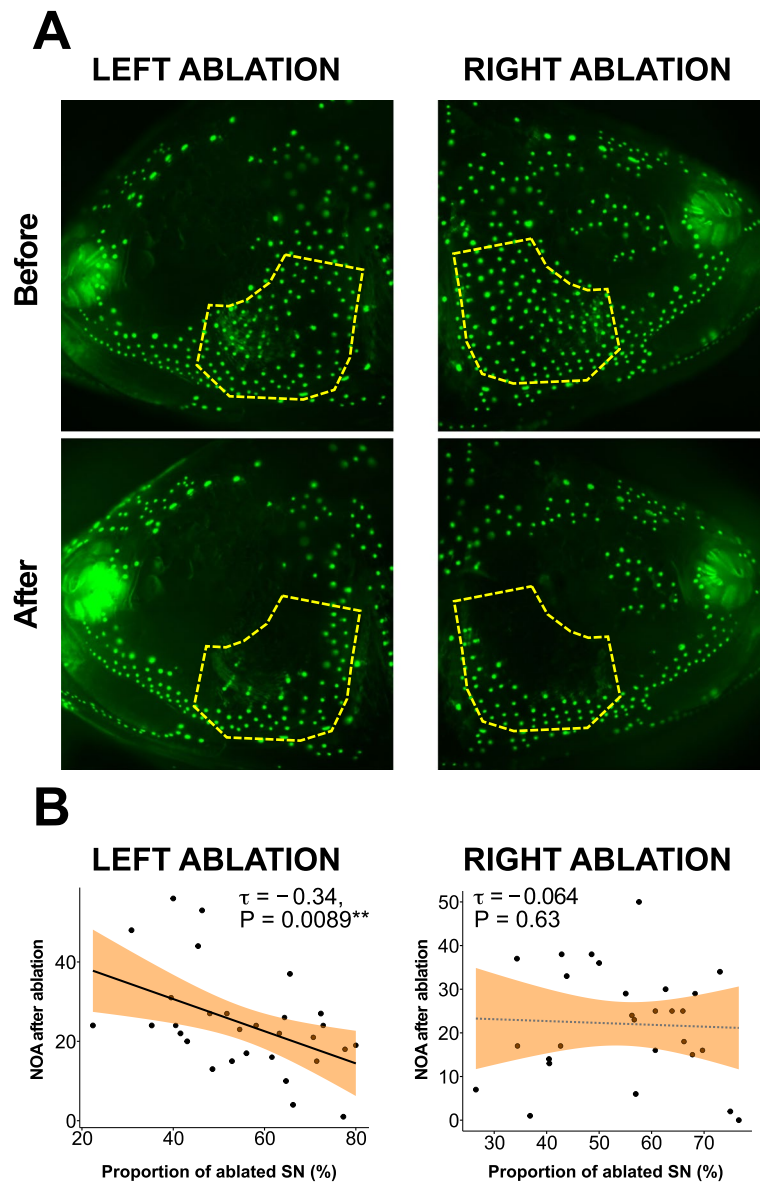 A
LEFT ABLATION
RIGHT ABLATION
Before
After
B
LEFT ABLATION
RIGHT ABLATION
τ = −0.34,
P = 0.0089**
NOA after ablation
40
20
0
20
40
60
80
Proportion of ablated SN (%)
τ = −0.064
P = 0.63
NOA after ablation
50
40
30
20
10
0
30
40
50
60
70
Proportion of ablated SN (%)